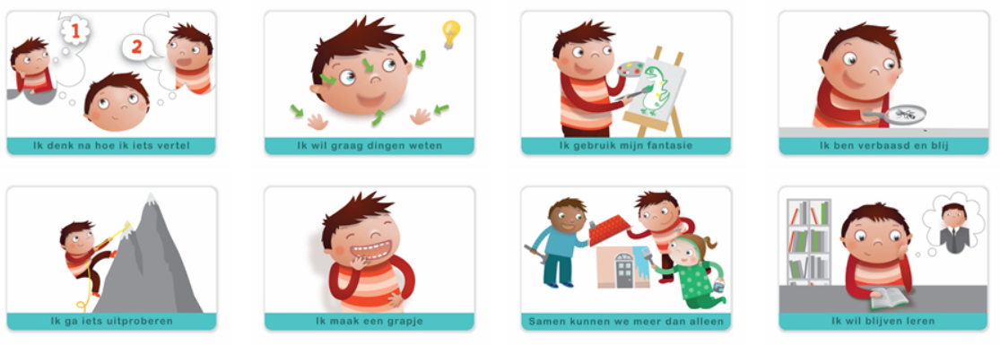 1
2
Ik denk na hoe ik iets vertel
Ik wil graag dingen weten
Ik gebruik mijn fantasie
Ik ben verbaasd en blij
Ik ga iets uitproberen
Ik maak een grapje
Samen kunnen we meer dan alleen
Ik wil blijven leren